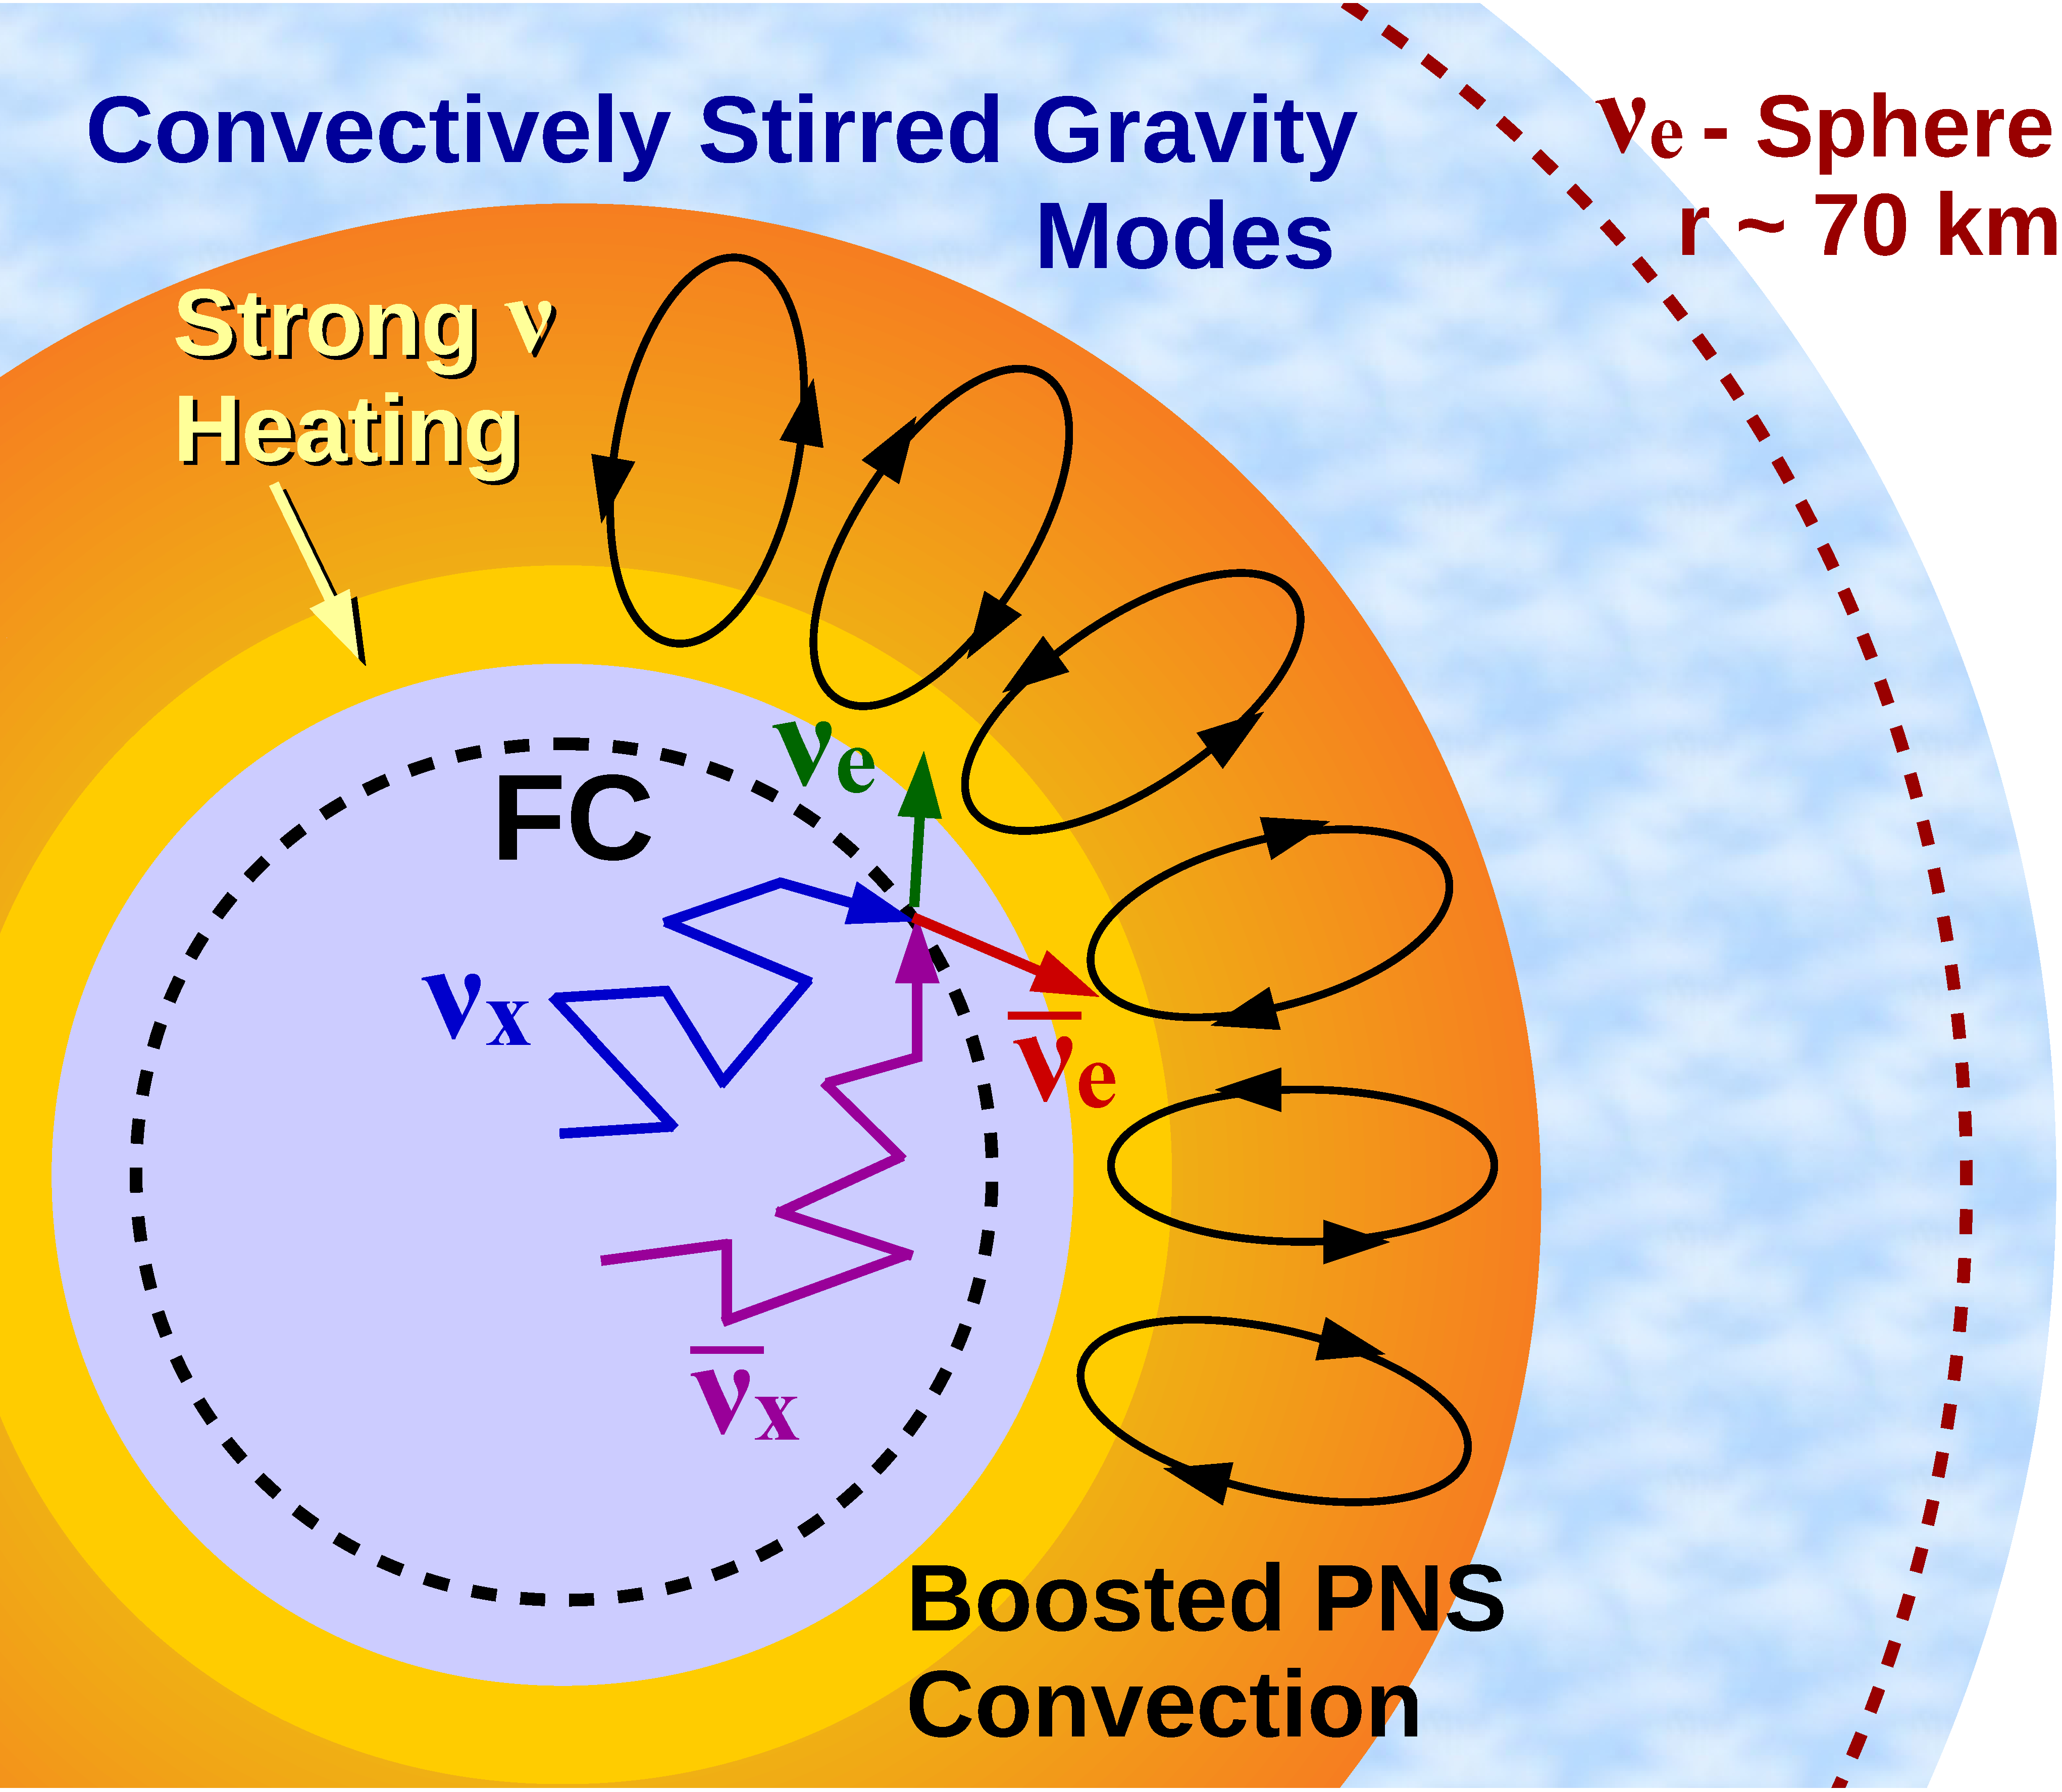 Convectively Stirred Gravity
Modes
νe - Sphere
r ~ 70 km
Strong ν
Heating
νe
FC
νx
ν̅e
ν̅x
Boosted PNS
Convection